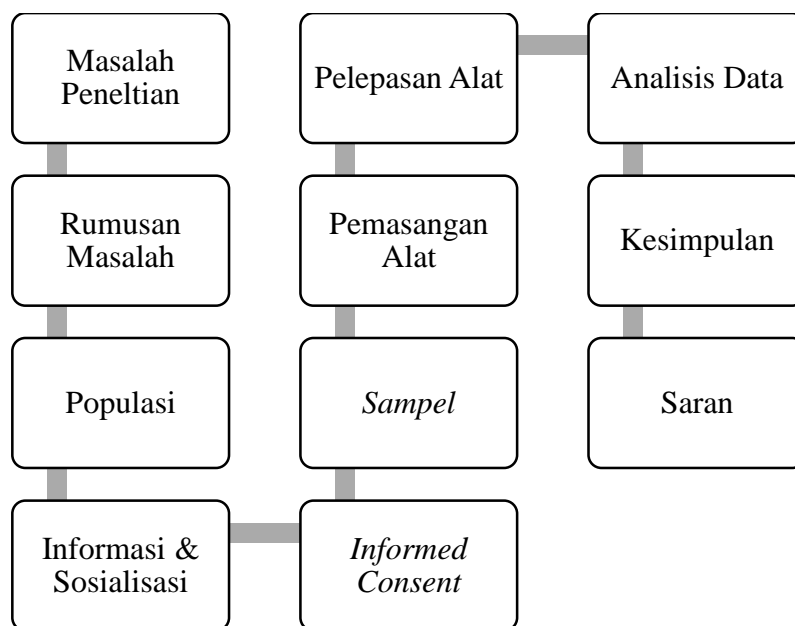 Masalah
Peneltian
Rumusan
Masalah
Populasi
Informasi &
Sosialisasi
Informed
Consent
Sampel
Pemasangan
Alat
Pelepasan Alat
Analisis Data
Kesimpulan
Saran